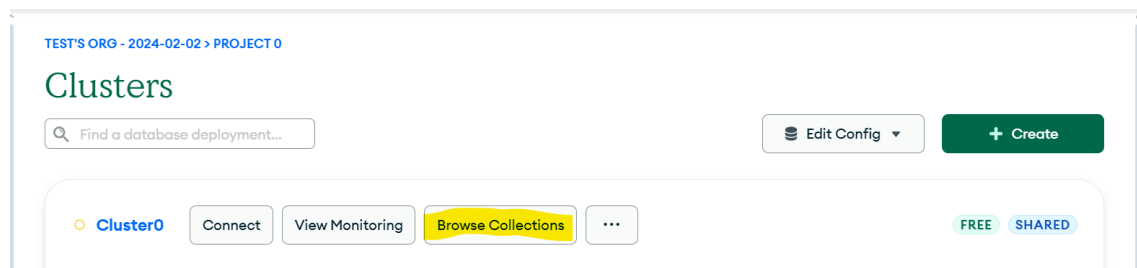 TEST'S ORG - 2024-02-02 > PROJECT 0
Clusters
Find a database deployment...
Edit Config
+ Create
Cluster0
Connect
View Monitoring
Browse Collections
...
FREE
SHARED